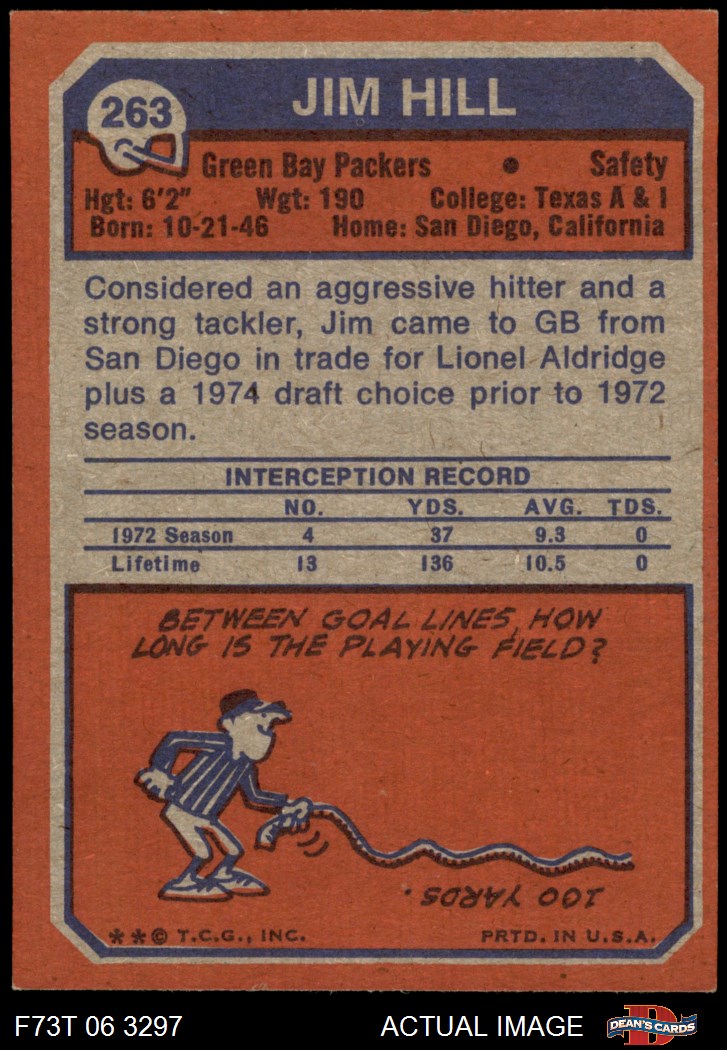 263
JIM HILL
Green Bay Packers • Safety
Hgt: 6'2" Wgt: 190 College: Texas A & I
Born: 10-21-46 Home: San Diego, California
Considered an aggressive hitter and a
strong tackler, Jim came to GB from
San Diego in trade for Lionel Aldridge
plus a 1974 draft choice prior to 1972
season.
INTERCEPTION RECORD
NO. YDS. AVG. TDS.
1972 Season 4 37 9.3 0
Lifetime 13 136 10.5 0
BETWEEN GOAL LINES, HOW
LONG IS THE PLAYING FIELD?
100 YARDS.
**© T.C.G., INC. PRTD. IN U.S.A.
F73T 06 3297 ACTUAL IMAGE DEAN'S CARDS